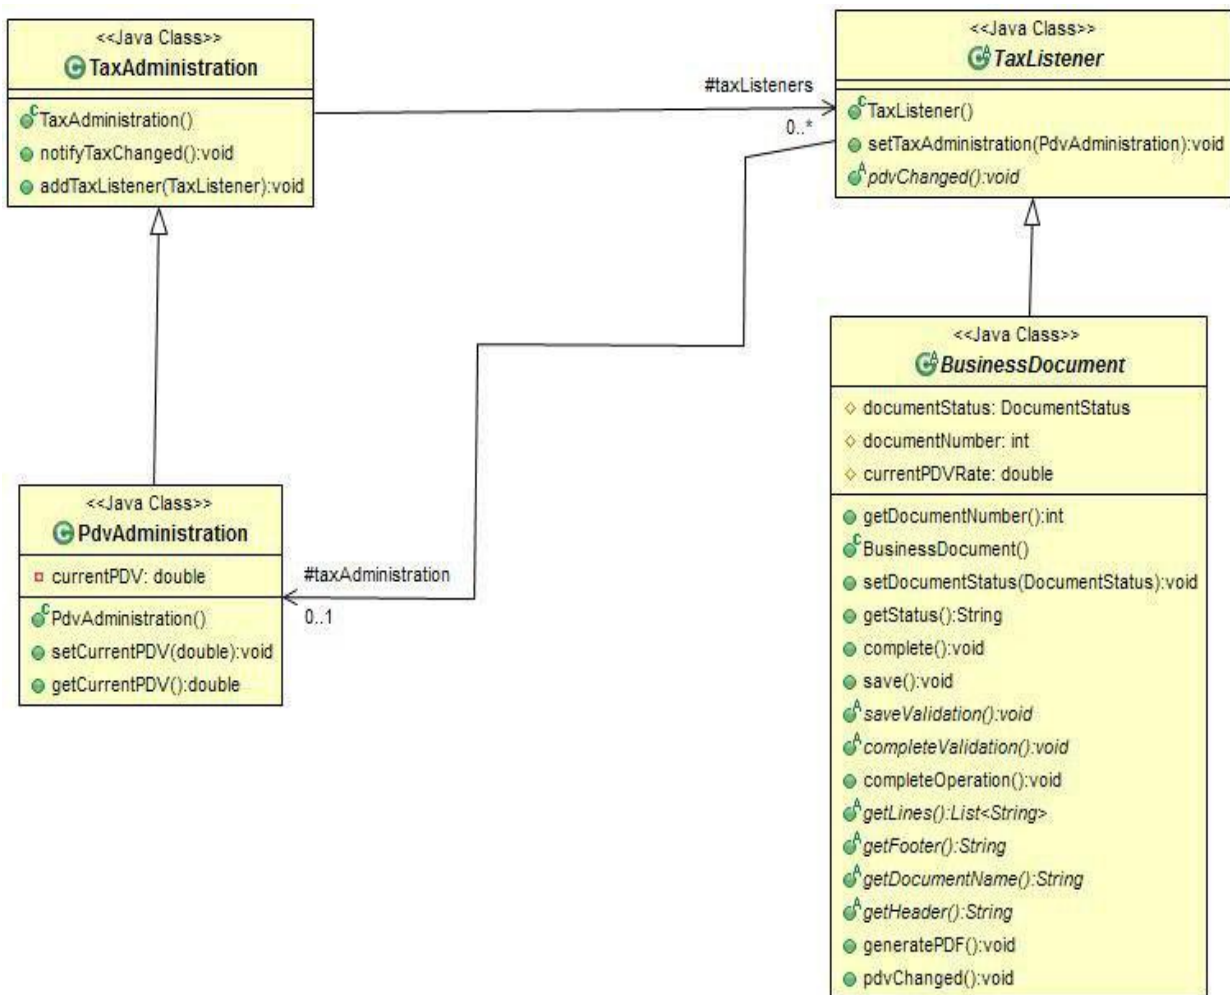 <<Java Class>>
TaxAdministration
TaxAdministration()
notifyTaxChanged():void
addTaxListener(TaxListener):void
#taxListeners
0..*
<<Java Class>>
TaxListener
TaxListener()
setTaxAdministration(PdvAdministration):void
pdvChanged():void
<<Java Class>>
PdvAdministration
currentPDV: double
PdvAdministration()
setCurrentPDV(double):void
getCurrentPDV():double
#taxAdministration
0..1
<<Java Class>>
BusinessDocument
documentStatus: DocumentStatus
documentNumber: int
currentPDVRate: double
getDocumentNumber():int
BusinessDocument()
setDocumentStatus(DocumentStatus):void
getStatus():String
complete():void
save():void
saveValidation():void
completeValidation():void
completeOperation():void
getLines():List<String>
getFooter():String
getDocumentName():String
getHeader():String
generatePDF():void
pdvChanged():void